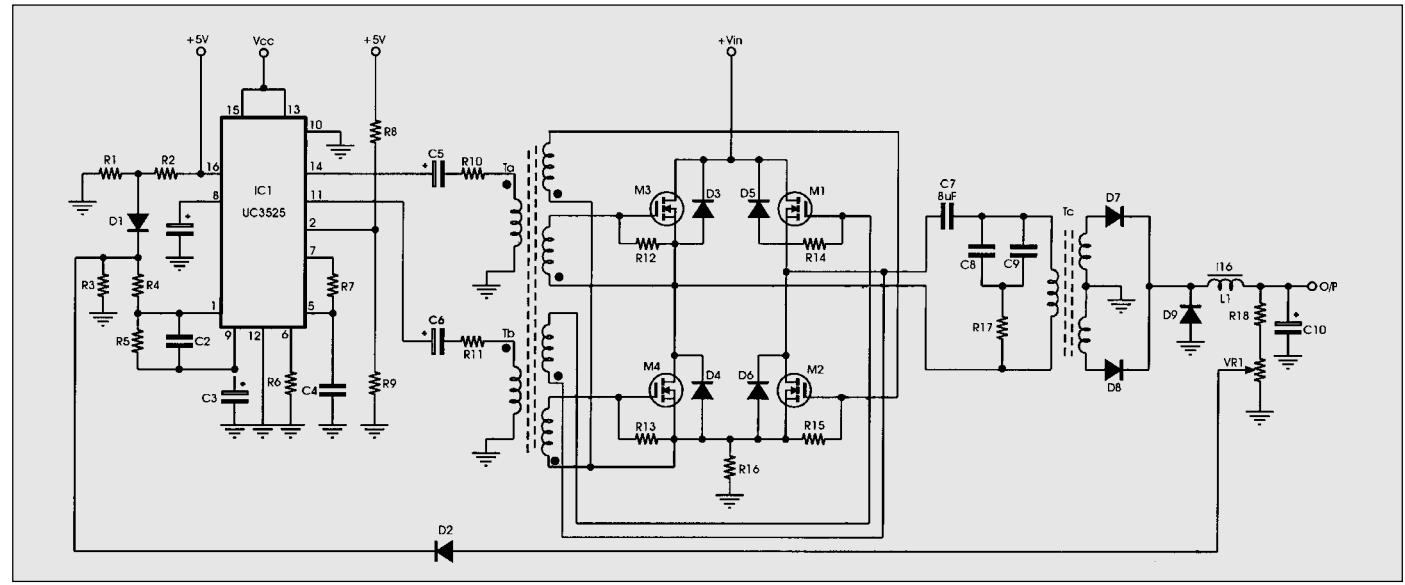 +5V
Vcc
+5V
+Vin
15
13
10
R8
R1
R2
16
14
C5
R10
Ta
8
IC1
UC3525
11
M3
D3
D5
M1
C7
8uF
D7
Tc
D1
2
R12
R14
C8
C9
7
R3
R4
R7
1
5
C6
R11
Tb
R17
I16
L1
O/P
D9
R18
C10
R5
C2
9
12
6
R6
C4
R9
M4
D4
D6
M2
VR1
D8
C3
R13
R15
R16
D2